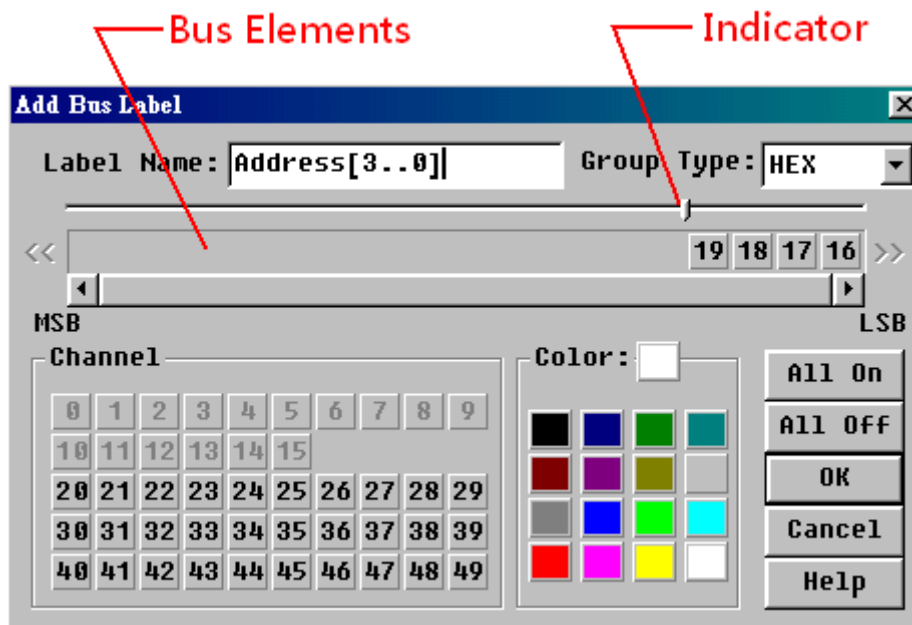 Bus Elements
Indicator
Add Bus Label
Label Name: Address[3..0] Group Type: HEX
<< 19 18 17 16 >>
MSB LSB
Channel
0 1 2 3 4 5 6 7 8 9
10 11 12 13 14 15
20 21 22 23 24 25 26 27 28 29
30 31 32 33 34 35 36 37 38 39
40 41 42 43 44 45 46 47 48 49
Color:
All On
All Off
OK
Cancel
Help